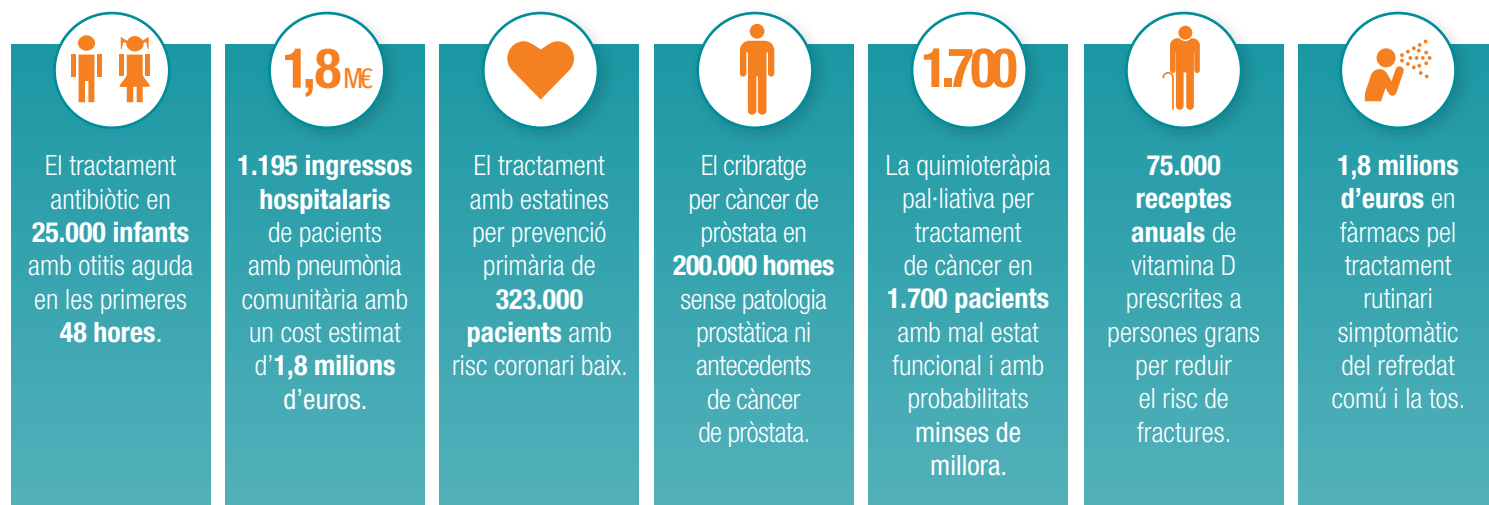 El tractament
antibiòtic en
25.000 infants
amb otitis aguda
en les primeres
48 hores.
1,8 M€
1.195 ingressos
hospitalaris
de pacients
amb pneumònia
comunitària amb
un cost estimat
d’1,8 milions
d’euros.
El tractament
amb estatines
per prevenció
primària de
323.000
pacients amb
risc coronari baix.
El cribratge
per càncer de
pròstata en
200.000 homes
sense patologia
prostàtica ni
antecedents
de càncer
de pròstata.
1.700
La quimioteràpia
pal·liativa per
tractament
de càncer en
1.700 pacients
amb mal estat
funcional i amb
probabilitats
minses de
millora.
75.000
receptes
anuals de
vitamina D
prescrites a
persones grans
per reduir
el risc de
fractures.
1,8 milions
d’euros en
fàrmacs pel
tractament
rutinari
simptomàtic
del refredat
comú i la tos.